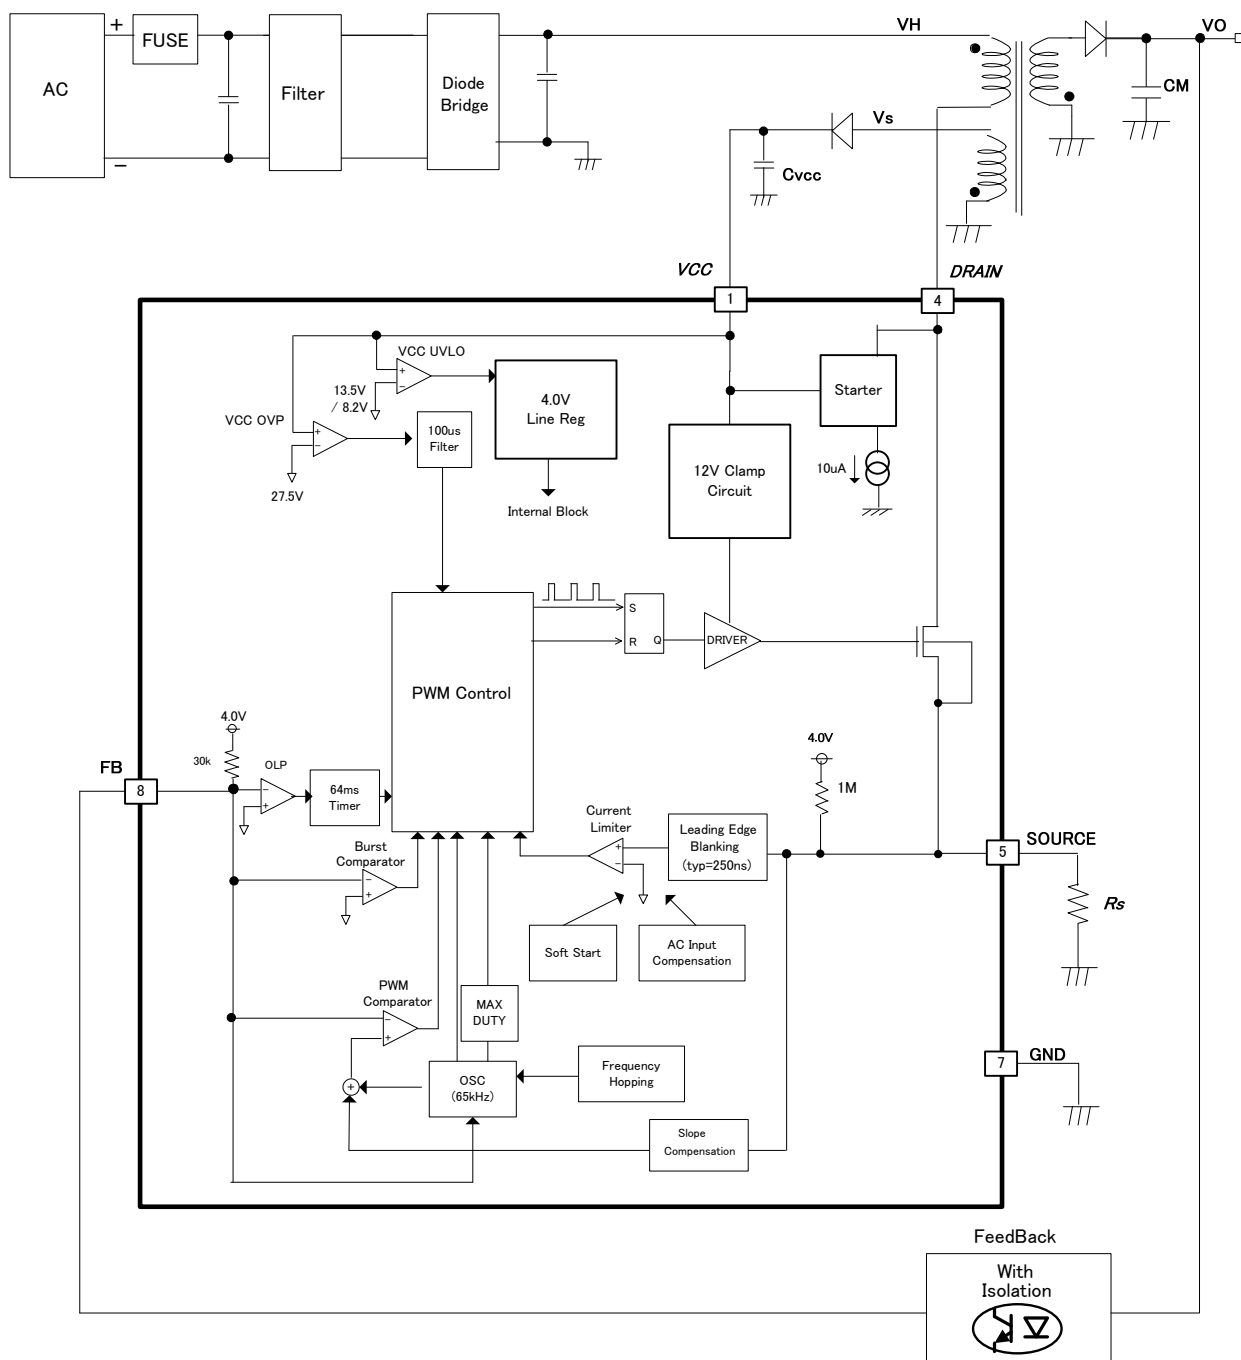 +
FUSE
VH
VO
AC
Filter
Diode
Bridge
CM
−
Vs
Cvcc
VCC
DRAIN
1
4
VCC UVLO
+
−
13.5V
/ 8.2V
4.0V
Line Reg
Starter
VCC OVP
+
−
100us
Filter
27.5V
Internal Block
12V Clamp
Circuit
10uA
S
R
Q
DRIVER
PWM Control
4.0V
30k
FB
8
OLP
−
+
64ms
Timer
4.0V
1M
Current
Limiter
+
−
Leading Edge
Blanking
(typ=250ns)
SOURCE
5
Rs
Burst
Comparator
−
+
Soft Start
AC Input
Compensation
PWM
Comparator
−
+
MAX
DUTY
+
OSC
(65kHz)
Frequency
Hopping
7
GND
Slope
Compensation
FeedBack
With
Isolation